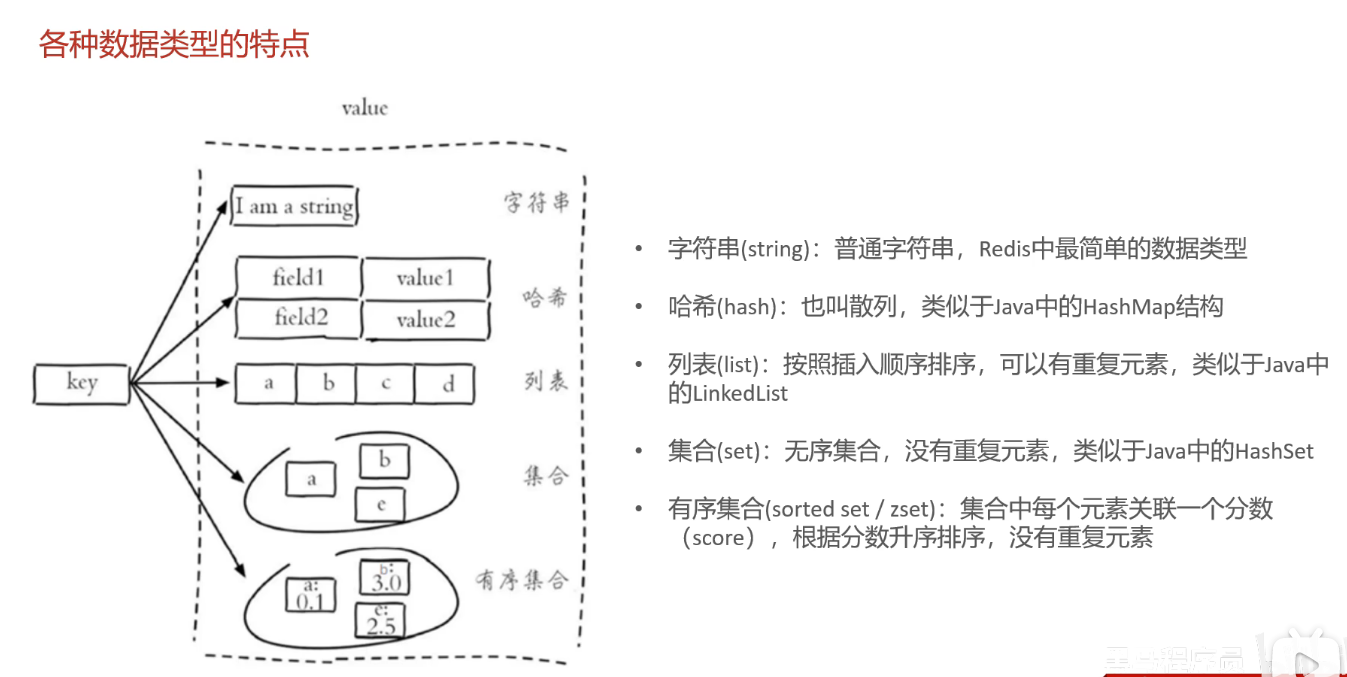 各种数据类型的特点
value
I am a string
字符串
field1
value1
field2
value2
哈希
key
a
b
c
d
列表
a
b
c
集合
a:
0.1
b:
3.0
c:
2.5
有序集合
• 字符串(string)：普通字符串，Redis中最简单的数据类型
• 哈希(hash)：也叫散列，类似于Java中的HashMap结构
• 列表(list)：按照插入顺序排序，可以有重复元素，类似于Java中
的LinkedList
• 集合(set)：无序集合，没有重复元素，类似于Java中的HashSet
• 有序集合(sorted set / zset)：集合中每个元素关联一个分数
（score），根据分数升序排序，没有重复元素
黑马程序员